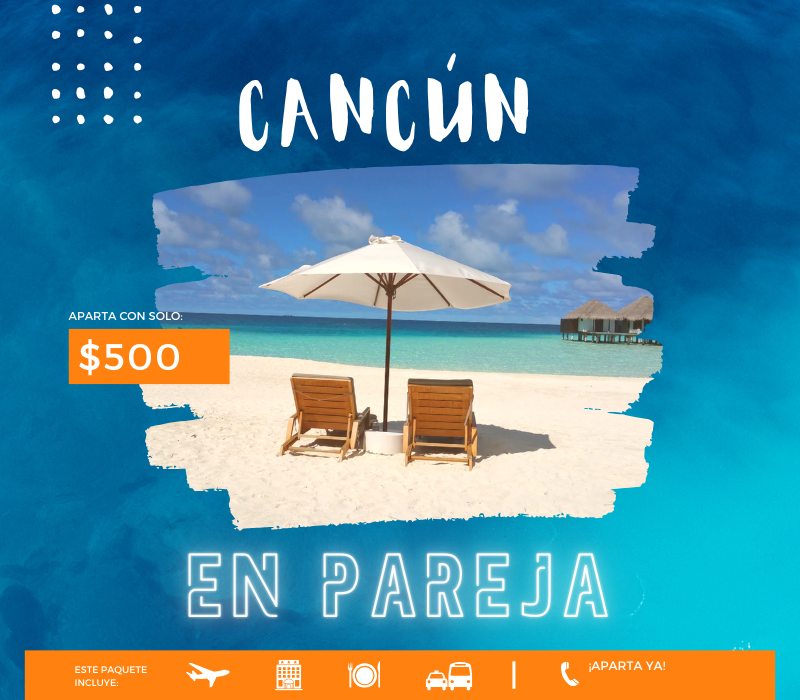 CANCÚN
APARTA CON SOLO:
$500
EN PAREJA
ESTE PAQUETE
INCLUYE:
¡APARTA YA!